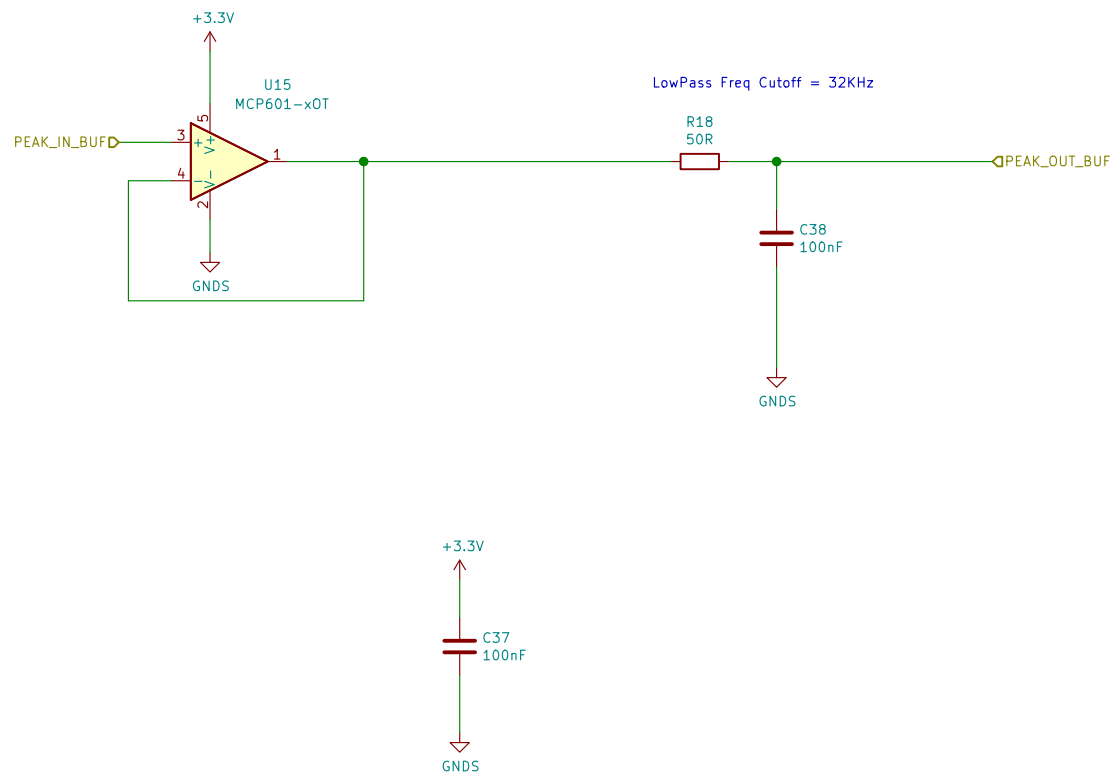 +3.3V
U15
MCP601-xOT
LowPass Freq Cutoff = 32KHz
R18
50R
PEAK_IN_BUF
3
+
5
V+
1
4
-
V-
2
PEAK_OUT_BUF
C38
100nF
GNDS
GNDS
+3.3V
C37
100nF
GNDS